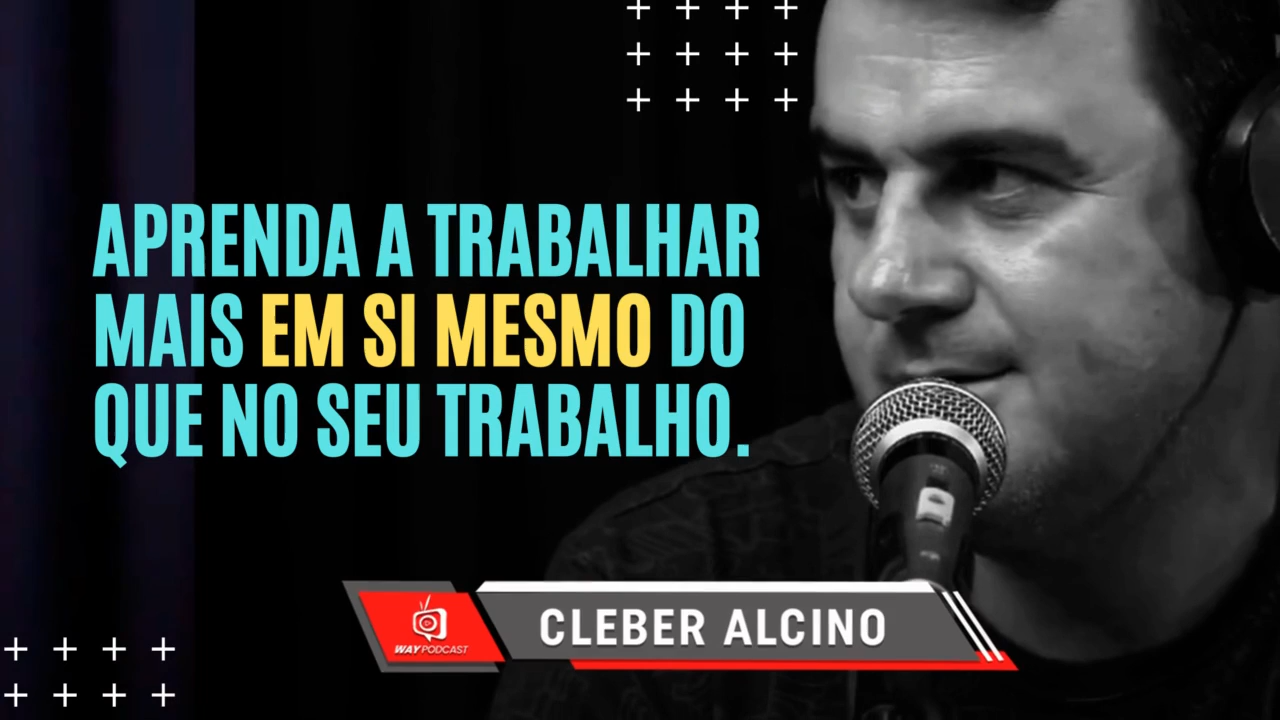 APRENDA A TRABALHAR
MAIS EM SI MESMO DO
QUE NO SEU TRABALHO.
WAY PODCAST
CLEBER ALCINO